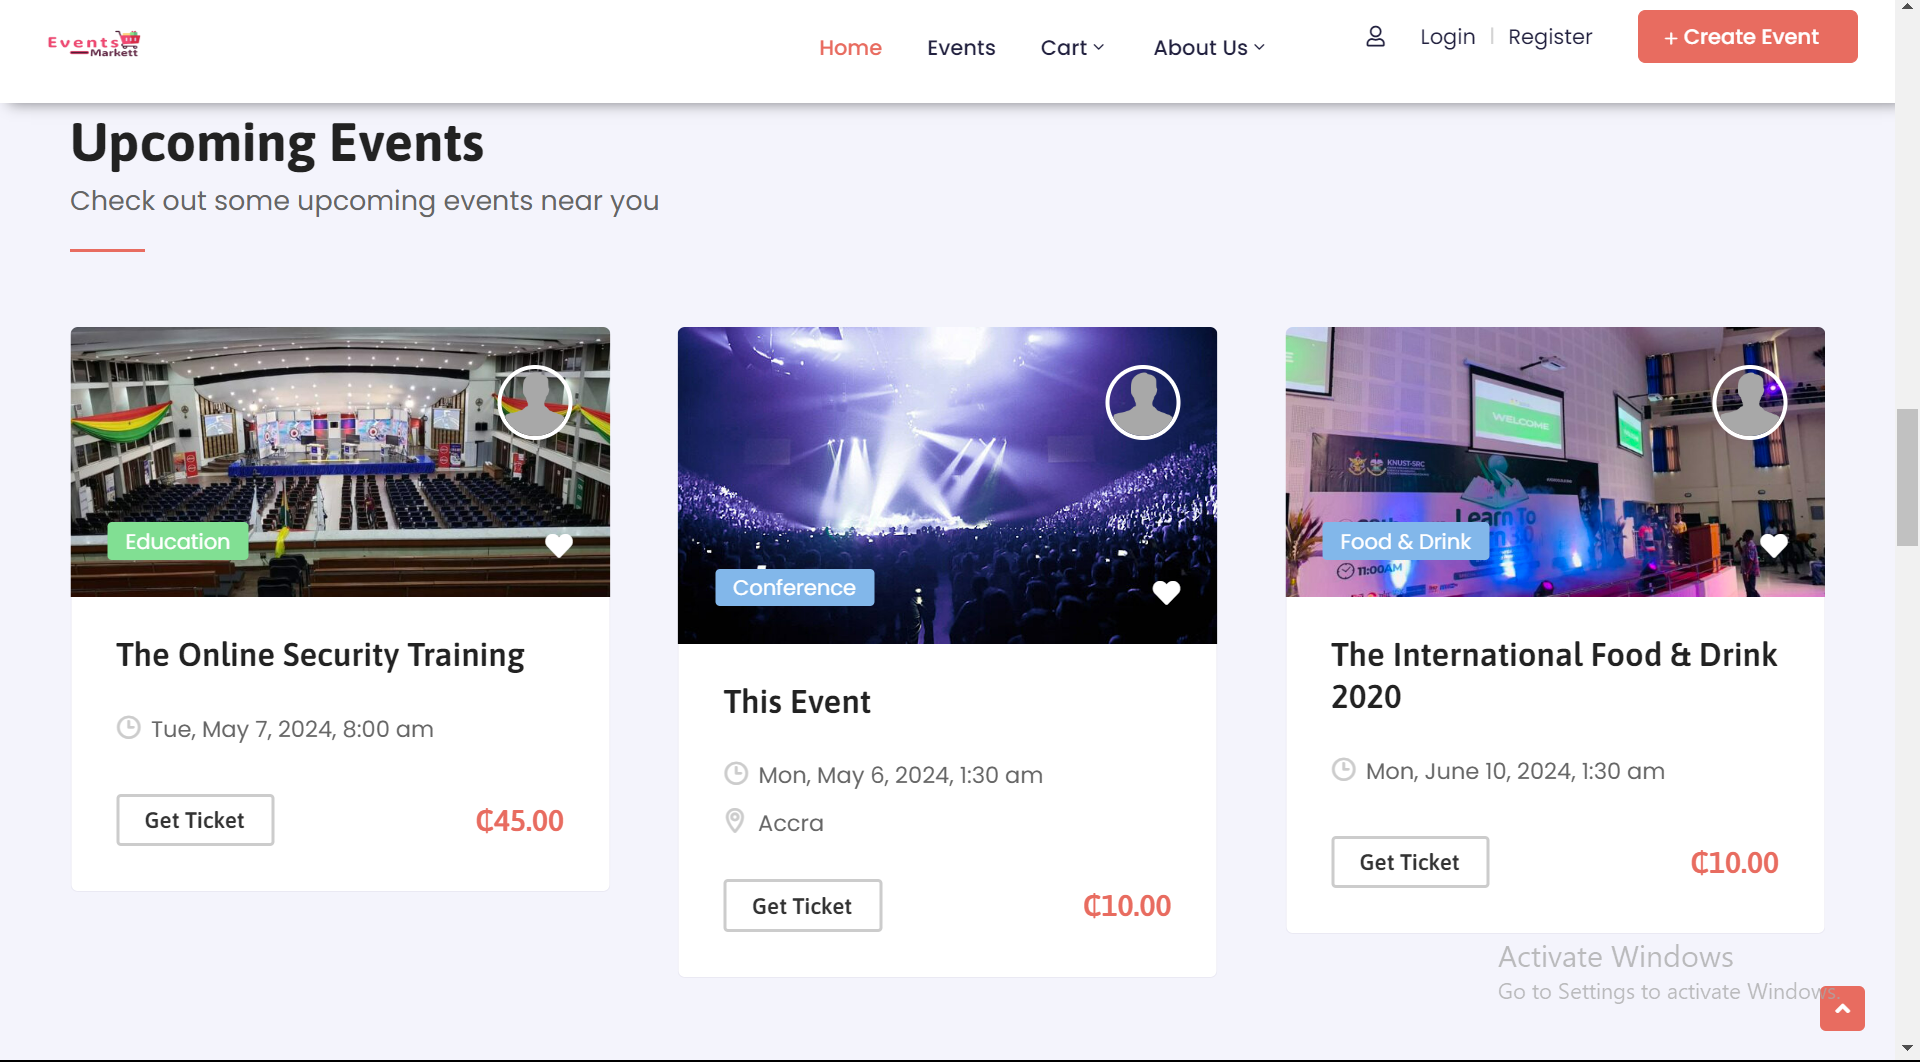 Events
Markett
Home
Events
Cart
About Us
Login
Register
+ Create Event
Upcoming Events
Check out some upcoming events near you
Education
The Online Security Training
Tue, May 7, 2024, 8:00 am
Get Ticket
₵45.00
Conference
This Event
Mon, May 6, 2024, 1:30 am
Accra
Get Ticket
₵10.00
WELCOME
KNUST-SRC
Learn To
11:00AM
Food & Drink
The International Food & Drink
2020
Mon, June 10, 2024, 1:30 am
Get Ticket
₵10.00
Activate Windows
Go to Settings to activate Windows.